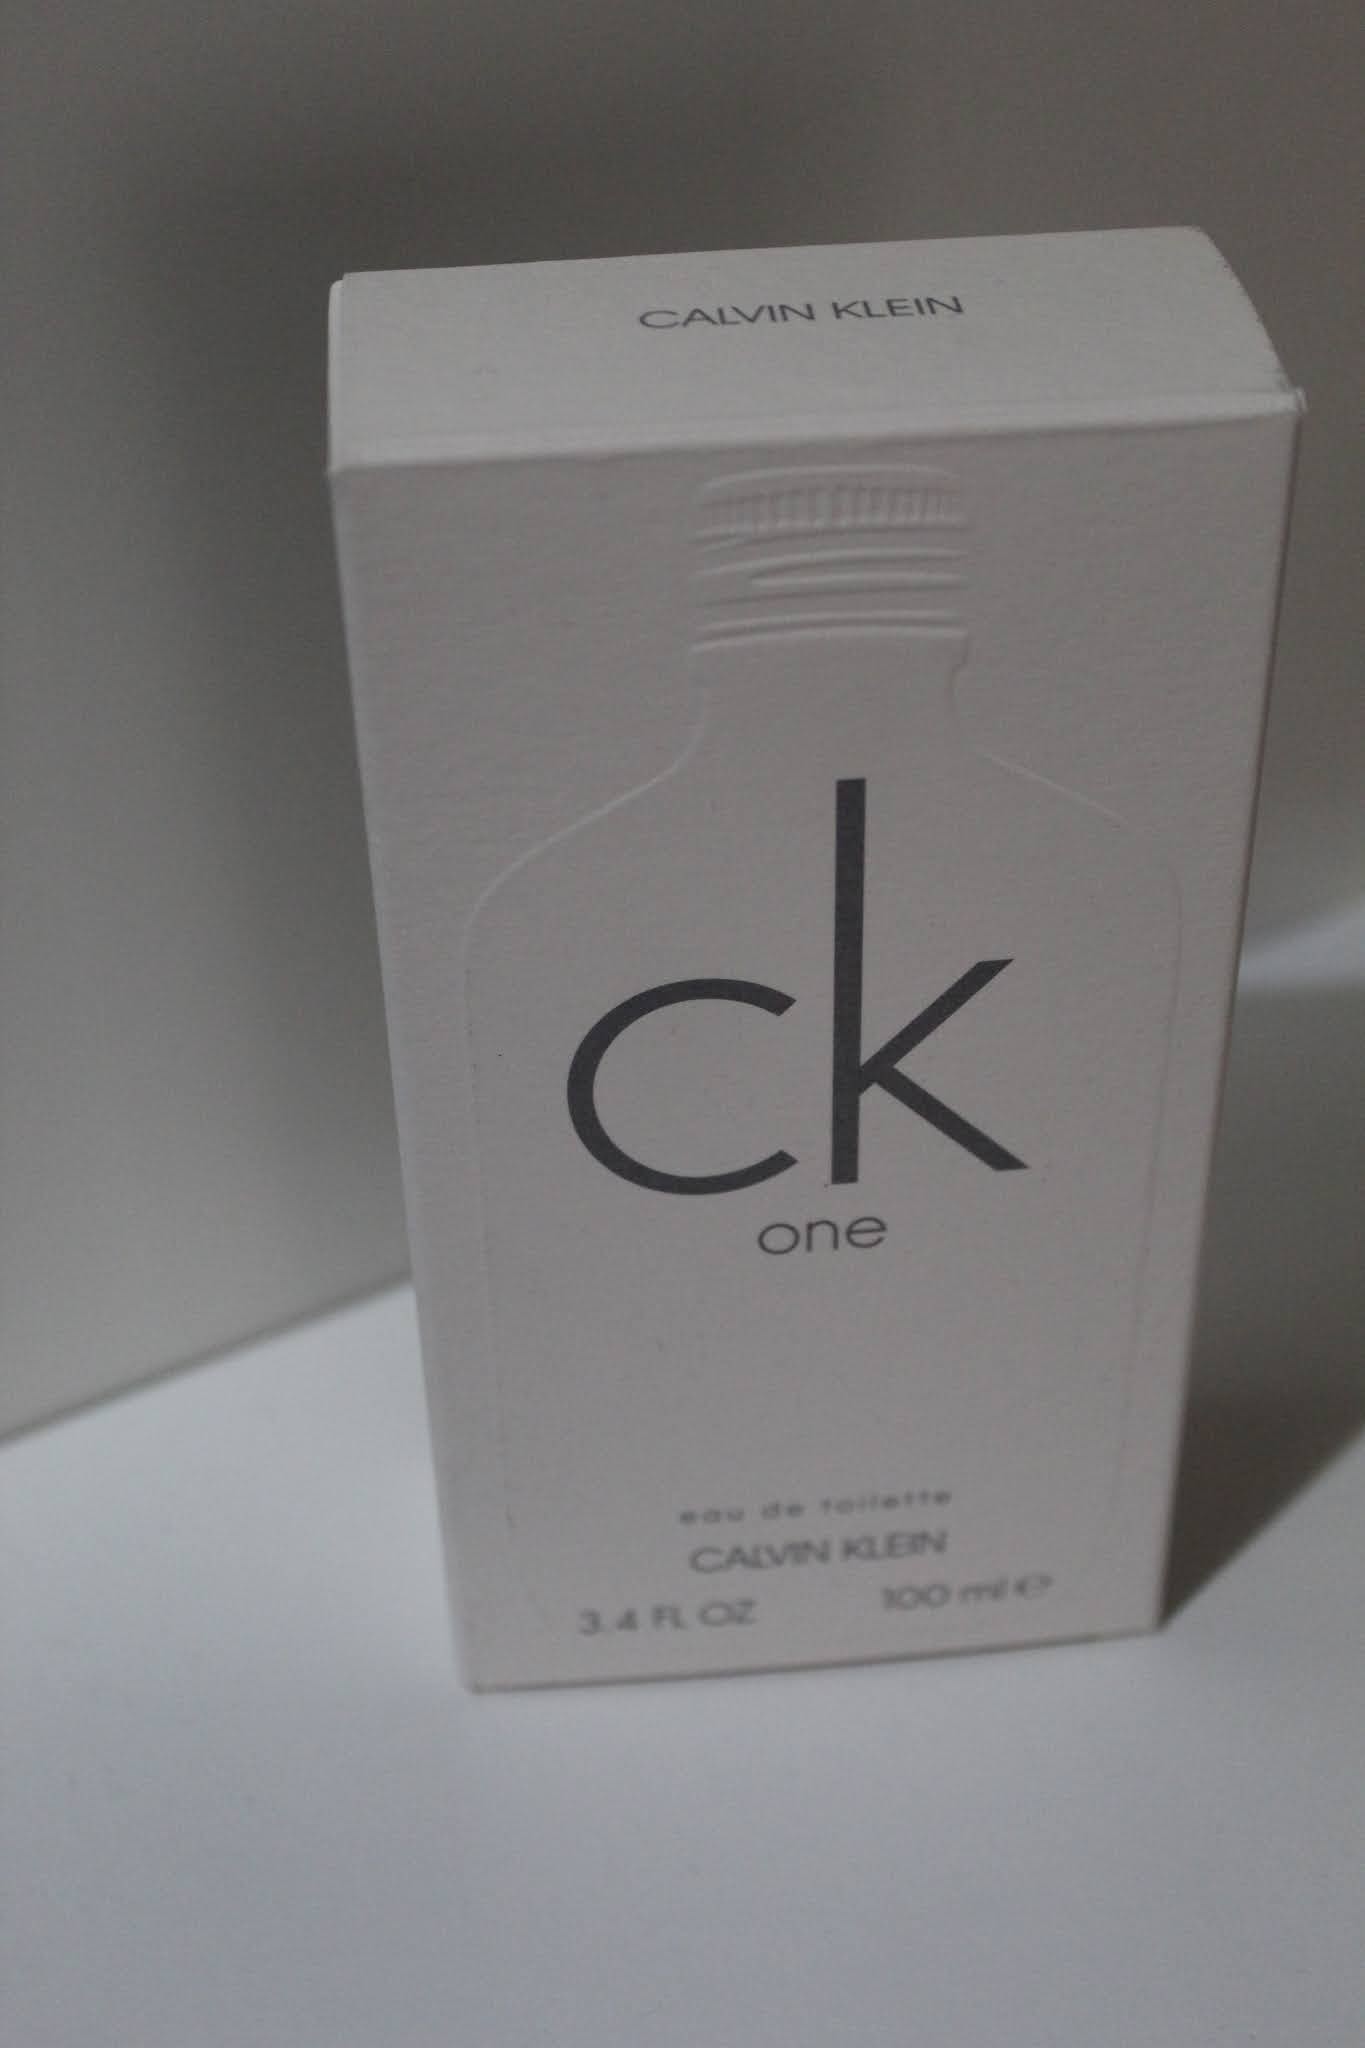 CALVIN KLEIN
ck
one
eau de toilette
CALVIN KLEIN
3.4 FL OZ 100 ml ℮